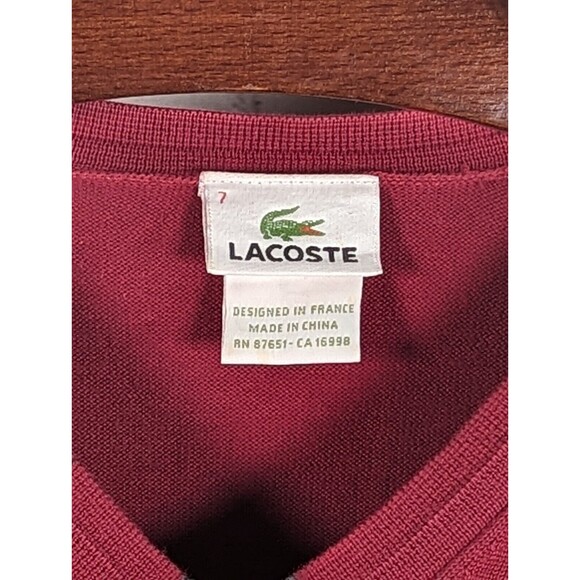 7
LACOSTE
DESIGNED IN FRANCE
MADE IN CHINA
RN 87651-CA 16998